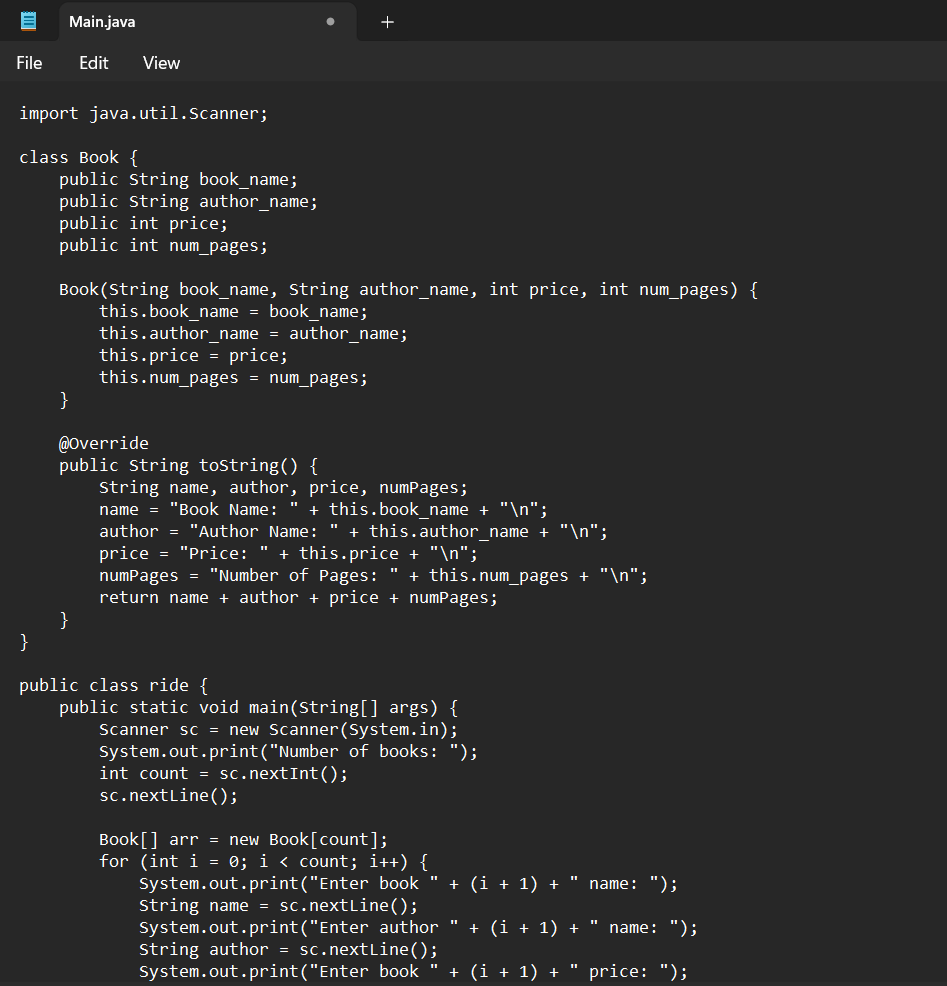 Main.java
File Edit View
import java.util.Scanner;
class Book {
    public String book_name;
    public String author_name;
    public int price;
    public int num_pages;
    Book(String book_name, String author_name, int price, int num_pages) {
        this.book_name = book_name;
        this.author_name = author_name;
        this.price = price;
        this.num_pages = num_pages;
    }
    @Override
    public String toString() {
        String name, author, price, numPages;
        name = "Book Name: " + this.book_name + "\n";
        author = "Author Name: " + this.author_name + "\n";
        price = "Price: " + this.price + "\n";
        numPages = "Number of Pages: " + this.num_pages + "\n";
        return name + author + price + numPages;
    }
}
public class ride {
    public static void main(String[] args) {
        Scanner sc = new Scanner(System.in);
        System.out.print("Number of books: ");
        int count = sc.nextInt();
        sc.nextLine();
        Book[] arr = new Book[count];
        for (int i = 0; i < count; i++) {
            System.out.print("Enter book " + (i + 1) + " name: ");
            String name = sc.nextLine();
            System.out.print("Enter author " + (i + 1) + " name: ");
            String author = sc.nextLine();
            System.out.print("Enter book " + (i + 1) + " price: ");